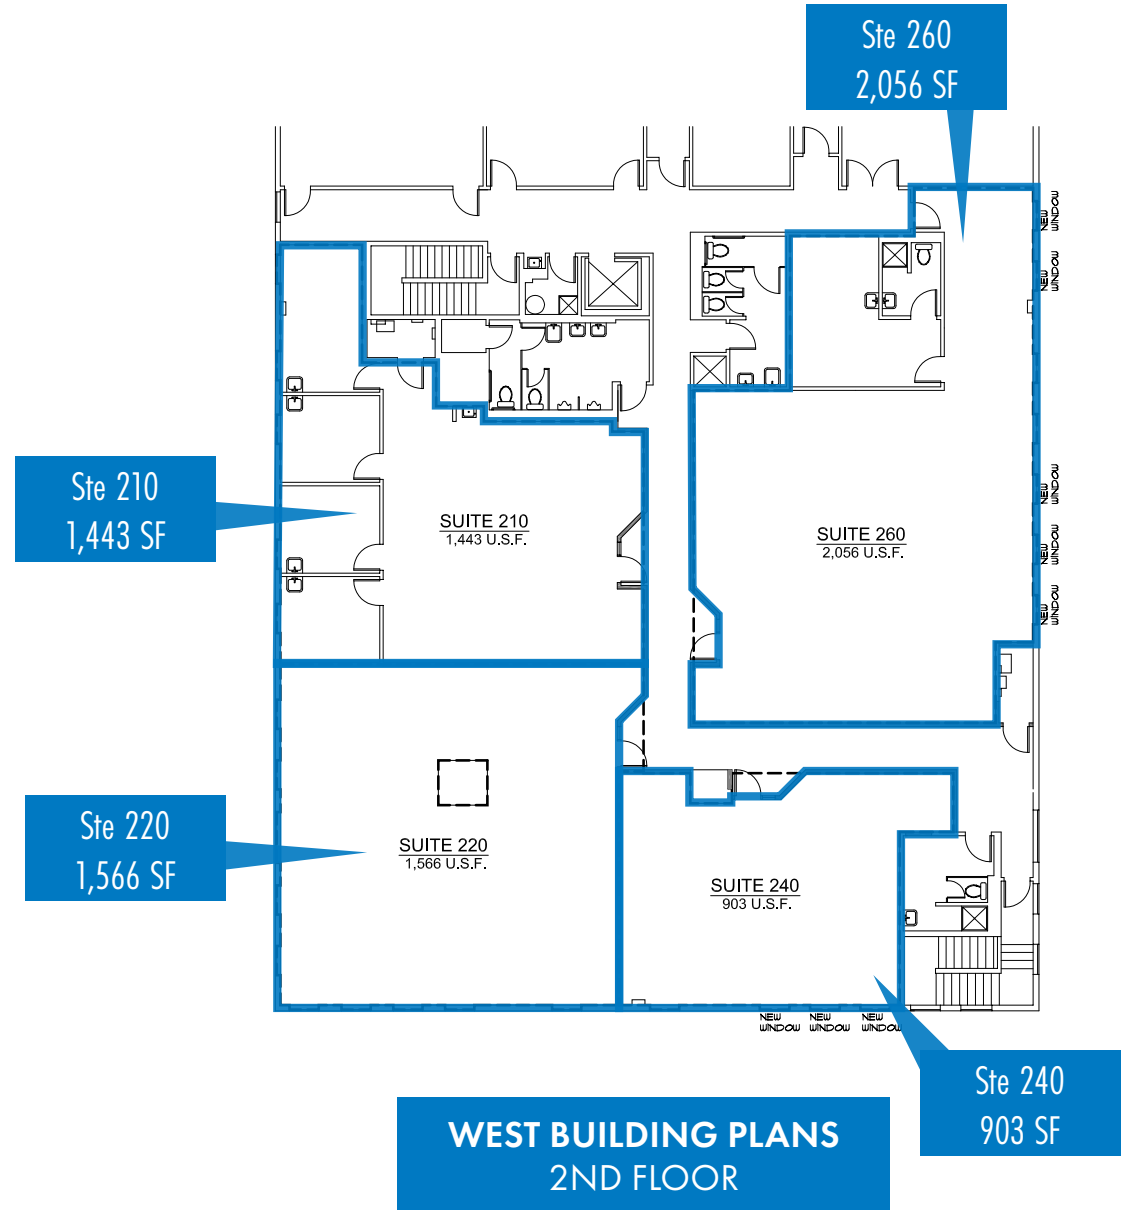 Ste 260
2,056 SF
NEW
WINDOW
NEW
WINDOW
Ste 210
1,443 SF
SUITE 210
1,443 U.S.F.
SUITE 260
2,056 U.S.F.
NEW
WINDOW
NEW
WINDOW
NEW
WINDOW
Ste 220
1,566 SF
SUITE 220
1,566 U.S.F.
SUITE 240
903 U.S.F.
NEW
WINDOW
NEW
WINDOW
NEW
WINDOW
Ste 240
903 SF
WEST BUILDING PLANS
2ND FLOOR